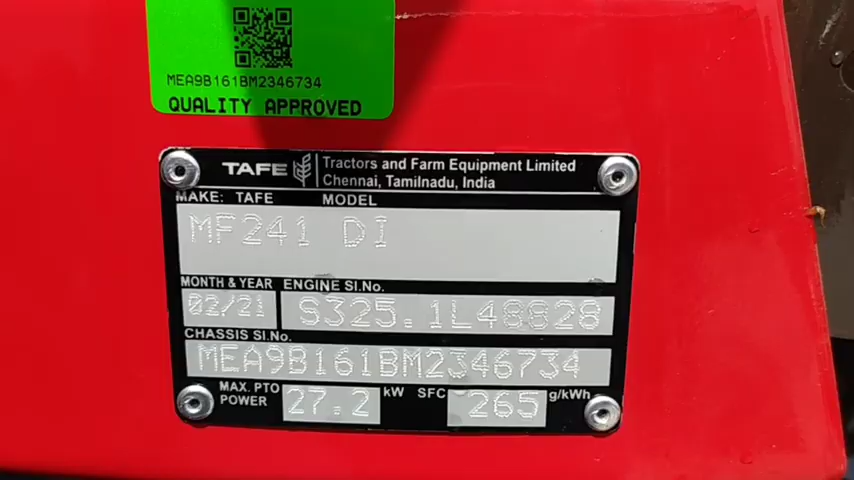 MEA9B161BM2346734
QUALITY APPROVED
TAFE Tractors and Farm Equipment Limited
Chennai, Tamilnadu, India
MAKE: TAFE MODEL
MF241 DI
MONTH & YEAR ENGINE Sl.No.
02/21 S325.1L48828
CHASSIS Sl.No.
MEA9B161BM2346734
MAX. PTO POWER 27.2 kW SFC 265 g/kWh